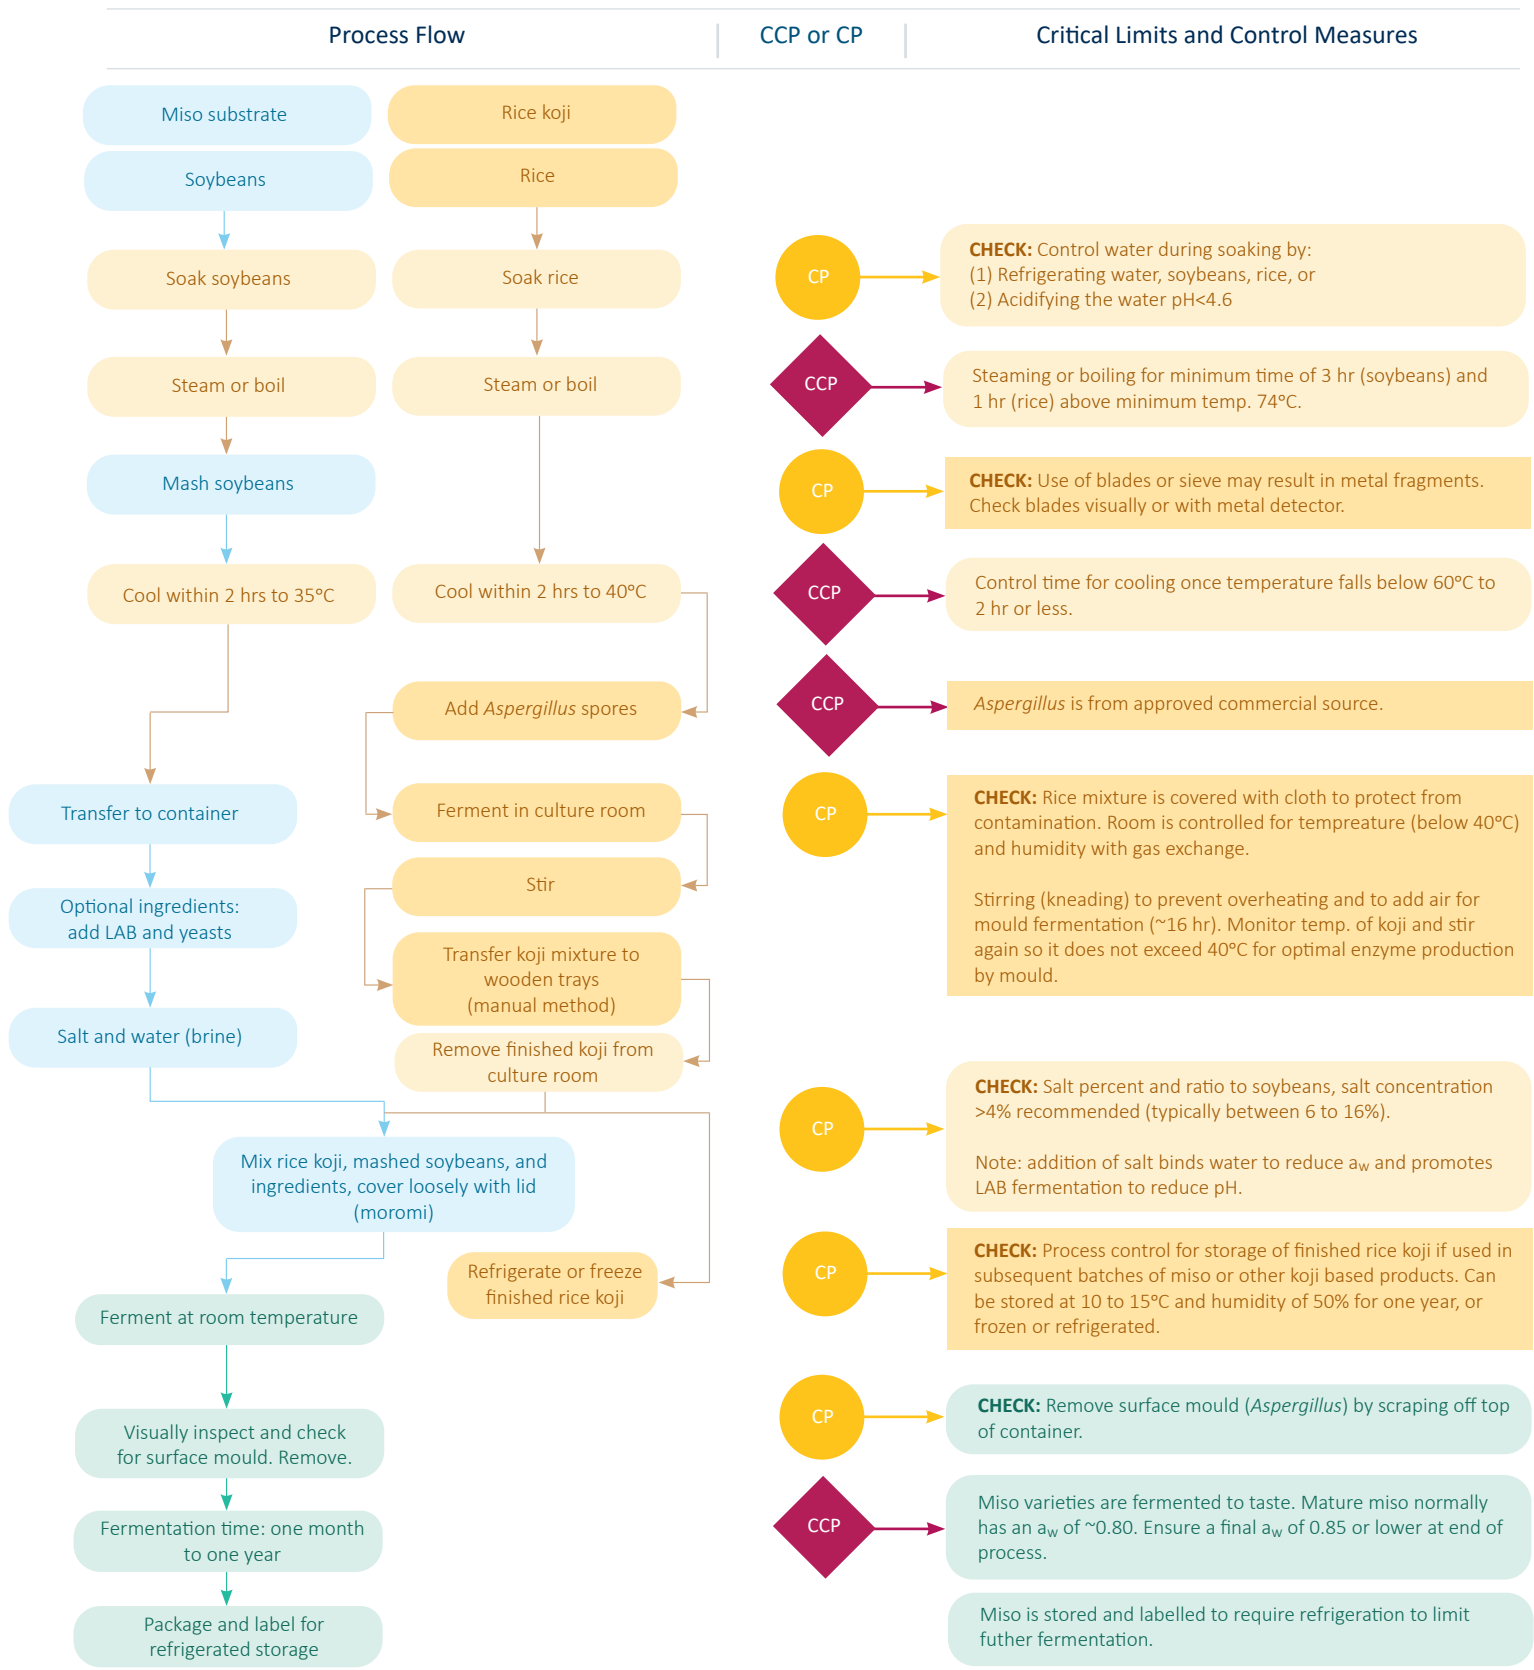 Process Flow
CCP or CP
Critical Limits and Control Measures
Miso substrate
Rice koji
Soybeans
Rice
Soak soybeans
Soak rice
CP
CHECK: Control water during soaking by:
(1) Refrigerating water, soybeans, rice, or
(2) Acidifying the water pH<4.6
Steam or boil
Steam or boil
CCP
Steaming or boiling for minimum time of 3 hr (soybeans) and
1 hr (rice) above minimum temp. 74ºC.
Mash soybeans
CP
CHECK: Use of blades or sieve may result in metal fragments.
Check blades visually or with metal detector.
Cool within 2 hrs to 35ºC
Cool within 2 hrs to 40ºC
CCP
Control time for cooling once temperature falls below 60ºC to
2 hr or less.
Add Aspergillus spores
CCP
Aspergillus is from approved commercial source.
Transfer to container
Ferment in culture room
CP
CHECK: Rice mixture is covered with cloth to protect from
contamination. Room is controlled for tempreature (below 40ºC)
and humidity with gas exchange.
Stirring (kneading) to prevent overheating and to add air for
mould fermentation (~16 hr). Monitor temp. of koji and stir
again so it does not exceed 40ºC for optimal enzyme production
by mould.
Stir
Optional ingredients:
add LAB and yeasts
Transfer koji mixture to
wooden trays
(manual method)
Salt and water (brine)
Remove finished koji from
culture room
CP
CHECK: Salt percent and ratio to soybeans, salt concentration
>4% recommended (typically between 6 to 16%).
Note: addition of salt binds water to reduce aw and promotes
LAB fermentation to reduce pH.
Mix rice koji, mashed soybeans, and
ingredients, cover loosely with lid
(moromi)
Refrigerate or freeze
finished rice koji
CP
CHECK: Process control for storage of finished rice koji if used in
subsequent batches of miso or other koji based products. Can
be stored at 10 to 15ºC and humidity of 50% for one year, or
frozen or refrigerated.
Ferment at room temperature
Visually inspect and check
for surface mould. Remove.
CP
CHECK: Remove surface mould (Aspergillus) by scraping off top
of container.
Fermentation time: one month
to one year
CCP
Miso varieties are fermented to taste. Mature miso normally
has an aw of ~0.80. Ensure a final aw of 0.85 or lower at end of
process.
Package and label for
refrigerated storage
Miso is stored and labelled to require refrigeration to limit
futher fermentation.